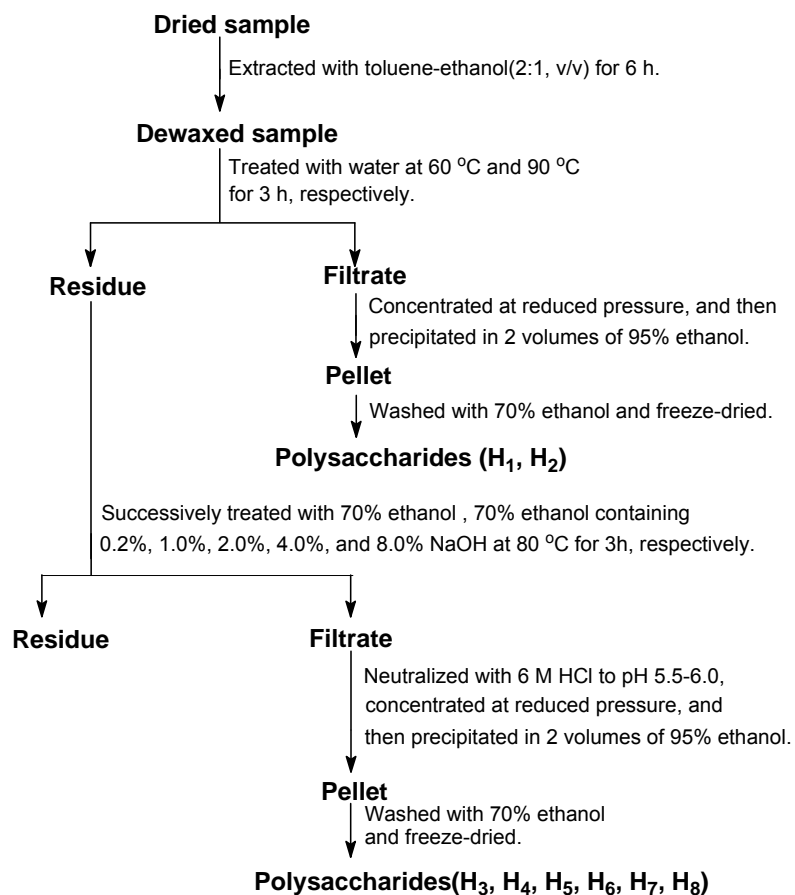 Dried sample
Extracted with toluene-ethanol(2:1, v/v) for 6 h.
Dewaxed sample
Treated with water at 60 °C and 90 °C
for 3 h, respectively.
Residue
Filtrate
Concentrated at reduced pressure, and then
precipitated in 2 volumes of 95% ethanol.
Pellet
Washed with 70% ethanol and freeze-dried.
Polysaccharides (H₁, H₂)
Successively treated with 70% ethanol , 70% ethanol containing
0.2%, 1.0%, 2.0%, 4.0%, and 8.0% NaOH at 80 °C for 3h, respectively.
Residue
Filtrate
Neutralized with 6 M HCl to pH 5.5-6.0,
concentrated at reduced pressure, and
then precipitated in 2 volumes of 95% ethanol.
Pellet
Washed with 70% ethanol
and freeze-dried.
Polysaccharides(H₃, H₄, H₅, H₆, H₇, H₈)